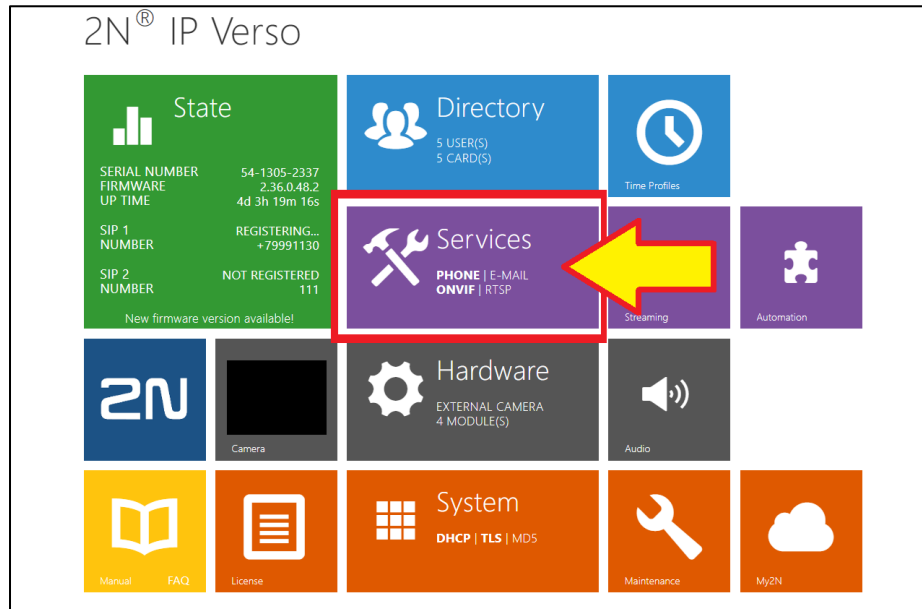 2N® IP Verso
State
SERIAL NUMBER 54-1305-2337
FIRMWARE 2.36.0.48.2
UP TIME 4d 3h 19m 16s
SIP 1 REGISTERING...
NUMBER +79991130
SIP 2 NOT REGISTERED
NUMBER 111
New firmware version available!
Directory
5 USER(S)
5 CARD(S)
Time Profiles
Services
PHONE | E-MAIL
ONVIF | RTSP
Streaming
Automation
2N
Camera
Hardware
EXTERNAL CAMERA
4 MODULE(S)
Audio
Manual FAQ
License
System
DHCP | TLS | MD5
Maintenance
My2N